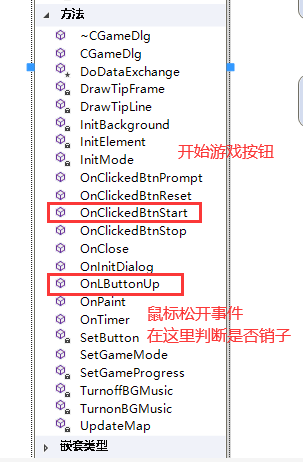 方法
~CGameDlg
CGameDlg
DoDataExchange
DrawTipFrame
DrawTipLine
InitBackground
InitElement
InitMode
开始游戏按钮
OnClickedBtnPrompt
OnClickedBtnReset
OnClickedBtnStart
OnClickedBtnStop
OnClose
OnInitDialog
OnLButtonUp
OnPaint
鼠标松开事件
OnTimer
在这里判断是否销子
SetButton
SetGameMode
SetGameProgress
TurnoffBGMusic
TurnonBGMusic
UpdateMap
嵌套类型